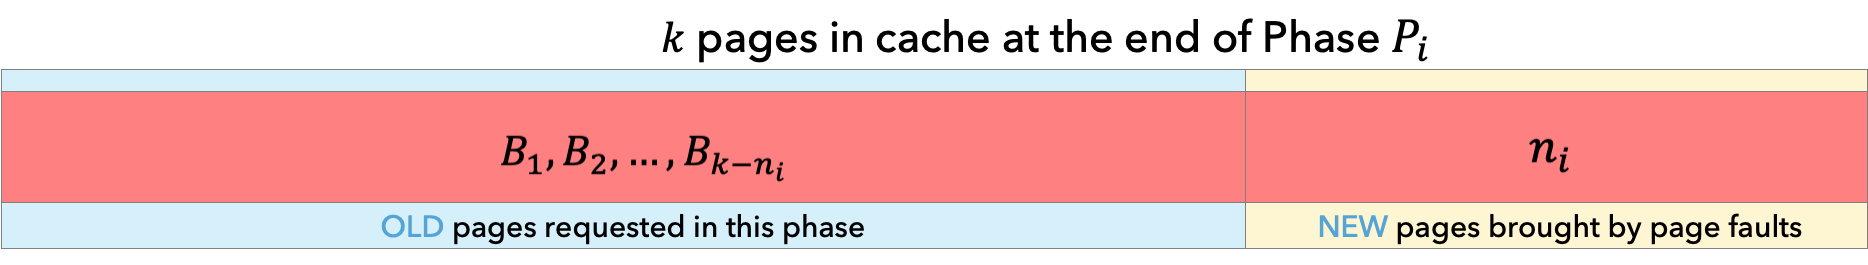 k pages in cache at the end of Phase Pᵢ
B₁, B₂, …, Bₖ₋ₙᵢ
nᵢ
OLD pages requested in this phase
NEW pages brought by page faults